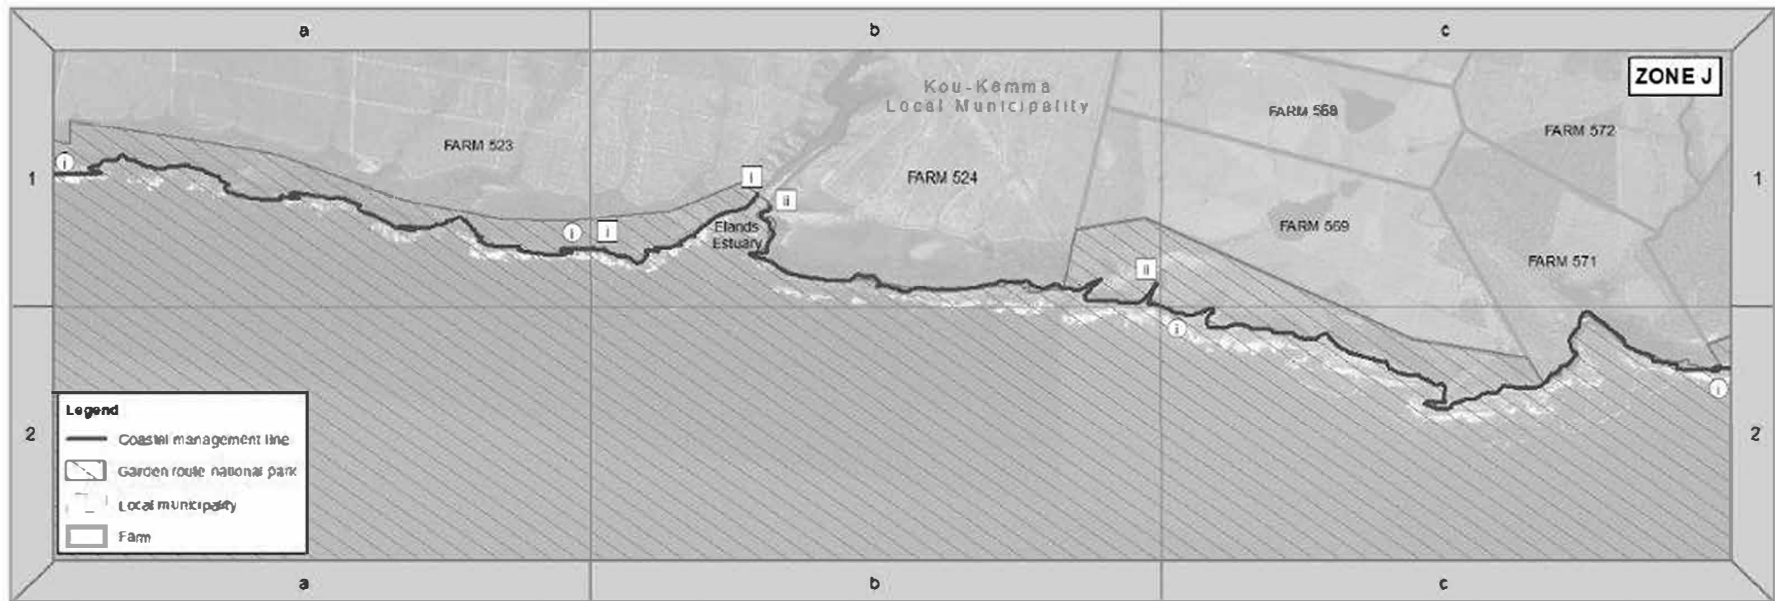 a
b
c
ZONE J
Kou-Kamma
Local Municipality
FARM 568
FARM 572
FARM 523
i
1
i
FARM 524
1
ii
i
i
Elands
Estuary
FARM 569
FARM 571
ii
i
i
Legend
Coastal management line
Garden route national park
Local municipality
Farm
2
2
a
b
c